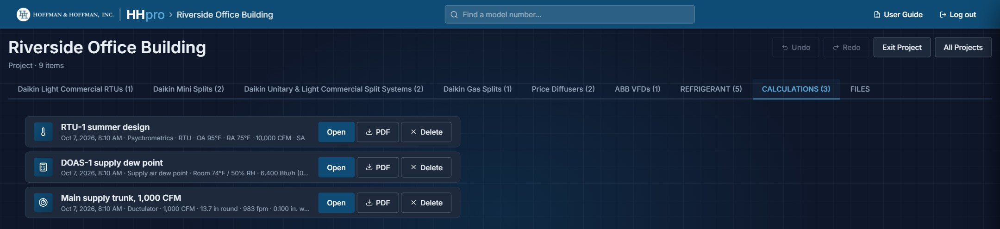 HOFFMAN & HOFFMAN, INC.
HHpro › Riverside Office Building
Find a model number...
User Guide
Log out
Riverside Office Building
Undo
Redo
Exit Project
All Projects
Project · 9 items
Daikin Light Commercial RTUs (1)
Daikin Mini Splits (2)
Daikin Unitary & Light Commercial Split Systems (2)
Daikin Gas Splits (1)
Price Diffusers (2)
ABB VFDs (1)
REFRIGERANT (5)
CALCULATIONS (3)
FILES
RTU-1 summer design
Oct 7, 2026, 8:10 AM · Psychrometrics · RTU · OA 95°F · RA 75°F · 10,000 CFM · SA
Open
PDF
Delete
DOAS-1 supply dew point
Oct 7, 2026, 8:10 AM · Supply air dew point · Room 74°F / 50% RH · 6,400 Btu/h (0...
Open
PDF
Delete
Main supply trunk, 1,000 CFM
Oct 7, 2026, 8:10 AM · Ductulator · 1,000 CFM · 13.7 in round · 983 fpm · 0.100 in. w...
Open
PDF
Delete